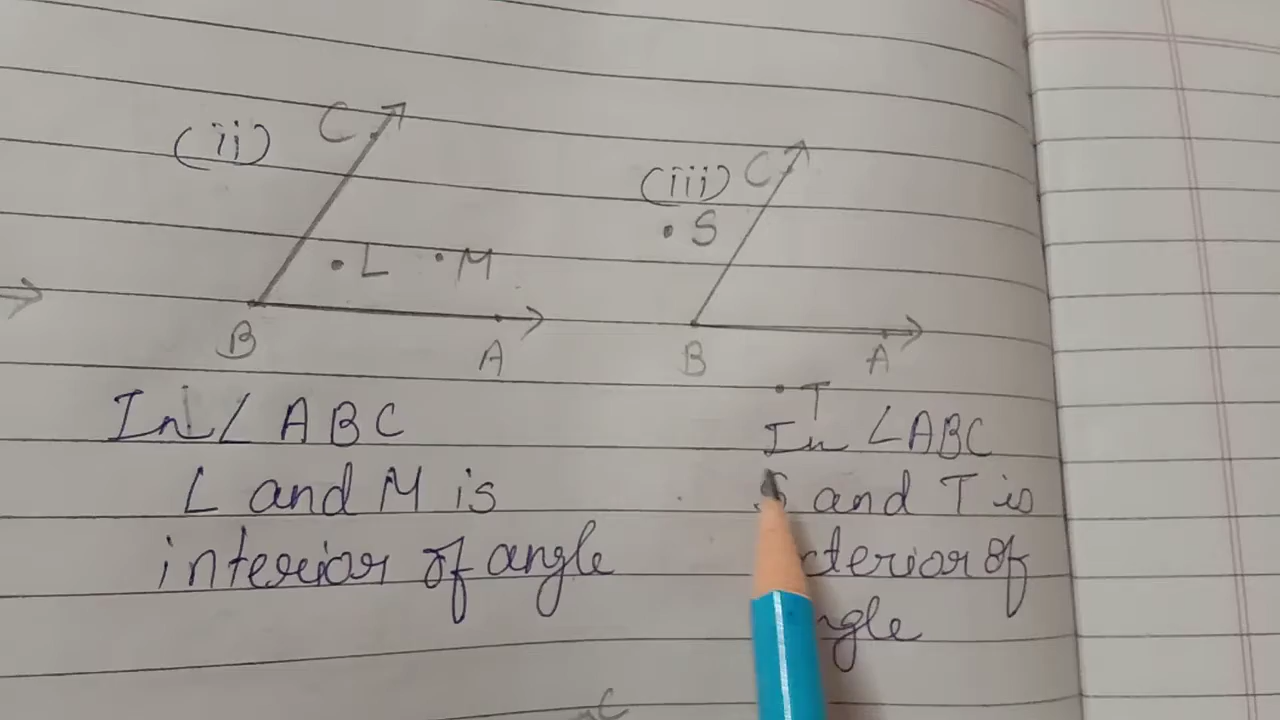 (ii) C
L M
B A
In ∠ ABC
L and M is
interior of angle
(iii) C
S
B A
T
In ∠ABC
S and T is
of
C